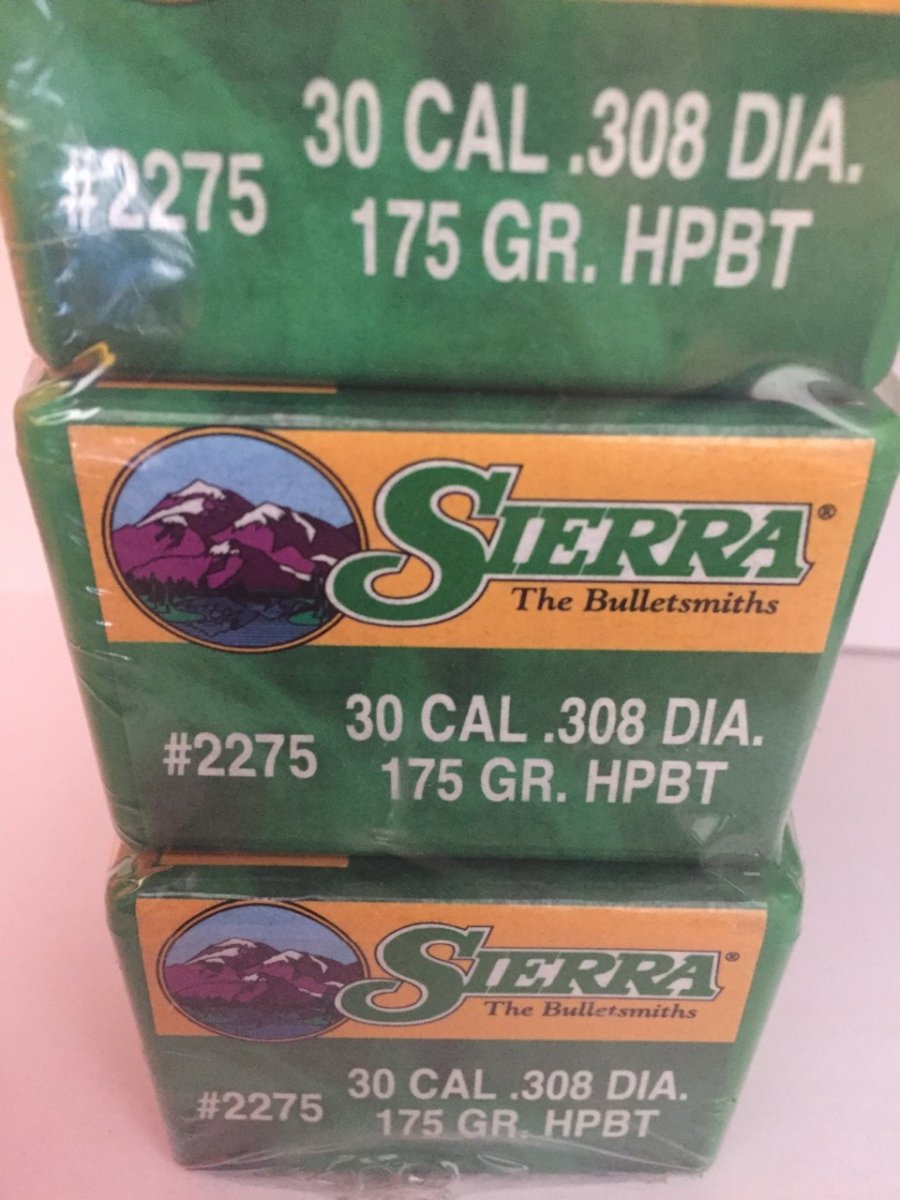 30 CAL .308 DIA.
#2275 175 GR. HPBT
SIERRA®
The Bulletsmiths
30 CAL .308 DIA.
#2275 175 GR. HPBT
SIERRA®
The Bulletsmiths
30 CAL .308 DIA.
#2275 175 GR. HPBT